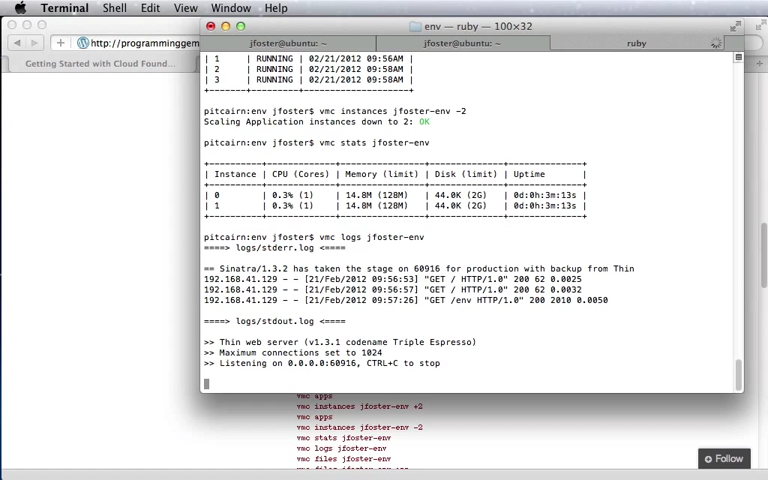 Terminal Shell Edit View Window Help
env — ruby — 100×32
http://programminggem
jfoster@ubuntu: ~ jfoster@ubuntu: ~ ruby
Getting Started with Cloud Found...
| 1 | RUNNING | 02/21/2012 09:56AM |
| 2 | RUNNING | 02/21/2012 09:58AM |
| 3 | RUNNING | 02/21/2012 09:58AM |
+-------+---------+--------------------+
pitcairn:env jfoster$ vmc instances jfoster-env -2
Scaling Application instances down to 2: OK
pitcairn:env jfoster$ vmc stats jfoster-env
+----------+-------------+----------------+--------------+---------------+
| Instance | CPU (Cores) | Memory (limit) | Disk (limit) | Uptime |
+----------+-------------+----------------+--------------+---------------+
| 0 | 0.3% (1) | 14.8M (128M) | 44.0K (2G) | 0d:0h:3m:13s |
| 1 | 0.3% (1) | 14.8M (128M) | 44.0K (2G) | 0d:0h:3m:13s |
+----------+-------------+----------------+--------------+---------------+
pitcairn:env jfoster$ vmc logs jfoster-env
====> logs/stderr.log <====
== Sinatra/1.3.2 has taken the stage on 60916 for production with backup from Thin
192.168.41.129 - - [21/Feb/2012 09:56:53] "GET / HTTP/1.0" 200 62 0.0025
192.168.41.129 - - [21/Feb/2012 09:56:57] "GET / HTTP/1.0" 200 62 0.0032
192.168.41.129 - - [21/Feb/2012 09:57:26] "GET /env HTTP/1.0" 200 2010 0.0050
====> logs/stdout.log <====
>> Thin web server (v1.3.1 codename Triple Espresso)
>> Maximum connections set to 1024
>> Listening on 0.0.0.0:60916, CTRL+C to stop
vmc apps
vmc instances jfoster-env +2
vmc apps
vmc instances jfoster-env -2
vmc stats jfoster-env
vmc logs jfoster-env
vmc files jfoster-env
Follow